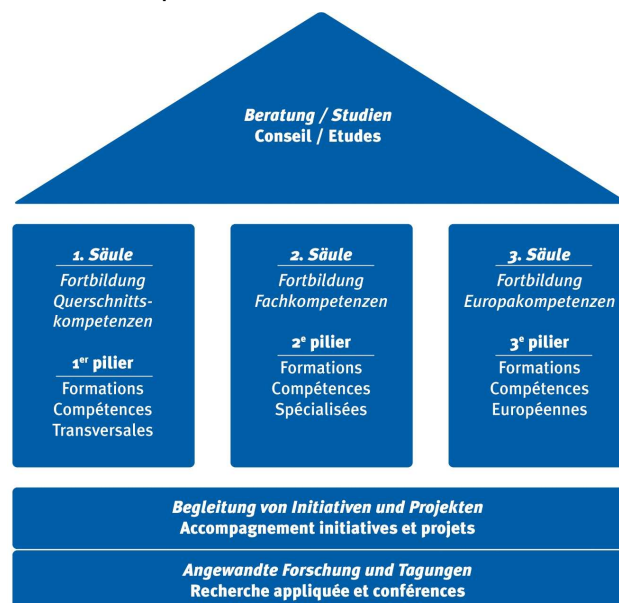 Beratung / Studien
Conseil / Etudes
1. Säule
Fortbildung
Querschnitts-
kompetenzen
1er pilier
Formations
Compétences
Transversales
2. Säule
Fortbildung
Fachkompetenzen
2e pilier
Formations
Compétences
Spécialisées
3. Säule
Fortbildung
Europakompetenzen
3e pilier
Formations
Compétences
Européennes
Begleitung von Initiativen und Projekten
Accompagnement initiatives et projets
Angewandte Forschung und Tagungen
Recherche appliquée et conférences